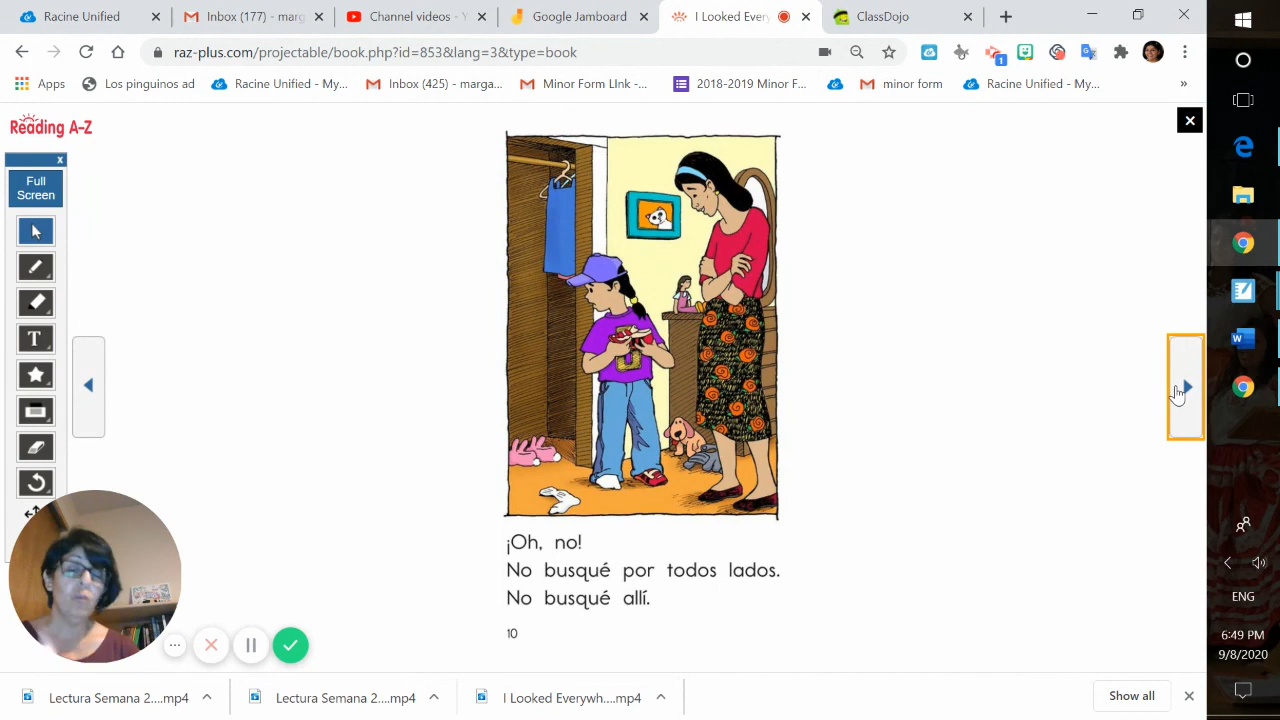 Racine Unified
Inbox (177) - marg
Channel videos -
Google Jamboard
I Looked Every
ClassDojo
raz-plus.com/projectable/book.php?id=853&lang=3&type=book
1
Apps
Los pinguinos ad
Racine Unified - My...
Inbox (425) - marga...
Minor Form LInk -...
2018-2019 Minor F...
minor form
Racine Unified - My...
»
Reading A-Z
x
Full
Screen
T
¡Oh, no!
No busqué por todos lados.
No busqué allí.
10
W
ENG
6:49 PM
9/8/2020
Lectura Semana 2....mp4
Lectura Semana 2....mp4
I Looked Everywh....mp4
Show all